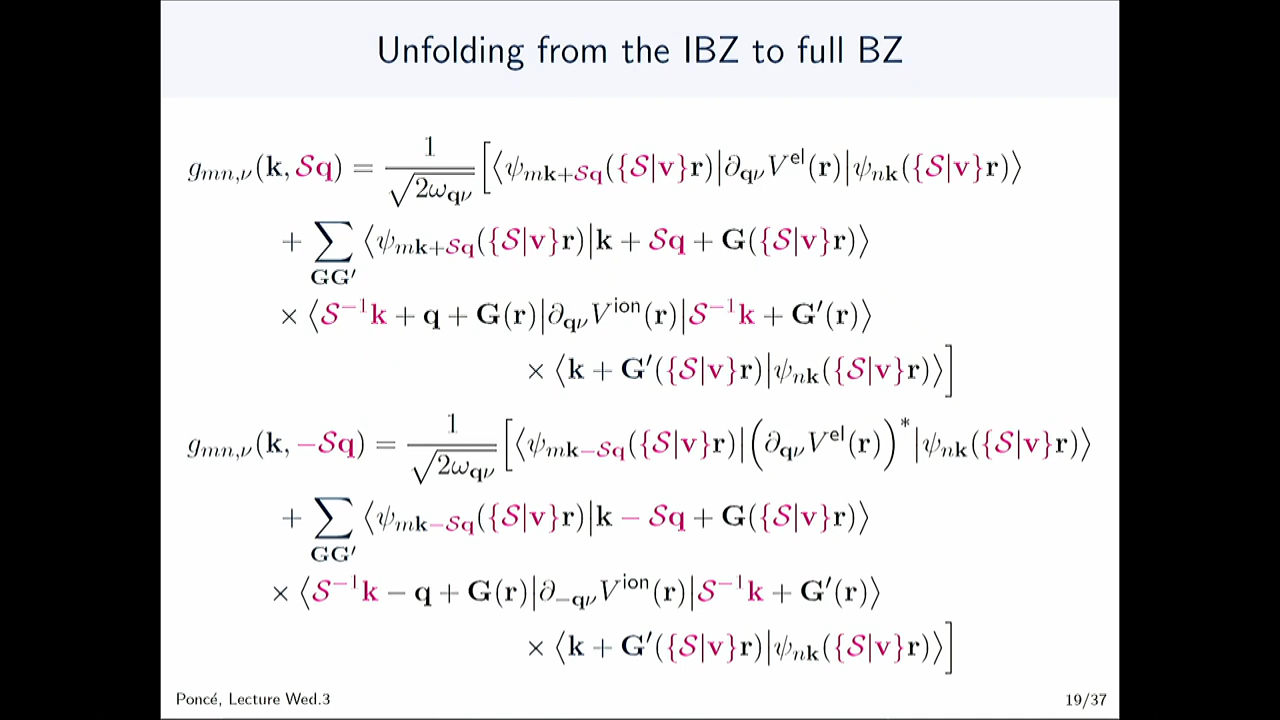 Unfolding from the IBZ to full BZ
g_{mn,ν}(𝐤, 𝒮𝐪) = 1/√(2ω_{𝐪ν}) [⟨ψ_{m𝐤+𝒮𝐪}({𝒮|𝐯}𝐫)|∂_{𝐪ν}V^{el}(𝐫)|ψ_{n𝐤}({𝒮|𝐯}𝐫)⟩
+ ∑_{𝐆𝐆′} ⟨ψ_{m𝐤+𝒮𝐪}({𝒮|𝐯}𝐫)|𝐤 + 𝒮𝐪 + 𝐆({𝒮|𝐯}𝐫)⟩
× ⟨𝒮^{−1}𝐤 + 𝐪 + 𝐆(𝐫)|∂_{𝐪ν}V^{ion}(𝐫)|𝒮^{−1}𝐤 + 𝐆′(𝐫)⟩
× ⟨𝐤 + 𝐆′({𝒮|𝐯}𝐫)|ψ_{n𝐤}({𝒮|𝐯}𝐫)⟩]
g_{mn,ν}(𝐤, −𝒮𝐪) = 1/√(2ω_{𝐪ν}) [⟨ψ_{m𝐤−𝒮𝐪}({𝒮|𝐯}𝐫)|(∂_{𝐪ν}V^{el}(𝐫))^*|ψ_{n𝐤}({𝒮|𝐯}𝐫)⟩
+ ∑_{𝐆𝐆′} ⟨ψ_{m𝐤−𝒮𝐪}({𝒮|𝐯}𝐫)|𝐤 − 𝒮𝐪 + 𝐆({𝒮|𝐯}𝐫)⟩
× ⟨𝒮^{−1}𝐤 − 𝐪 + 𝐆(𝐫)|∂_{−𝐪ν}V^{ion}(𝐫)|𝒮^{−1}𝐤 + 𝐆′(𝐫)⟩
× ⟨𝐤 + 𝐆′({𝒮|𝐯}𝐫)|ψ_{n𝐤}({𝒮|𝐯}𝐫)⟩]
Poncé, Lecture Wed.3
19/37